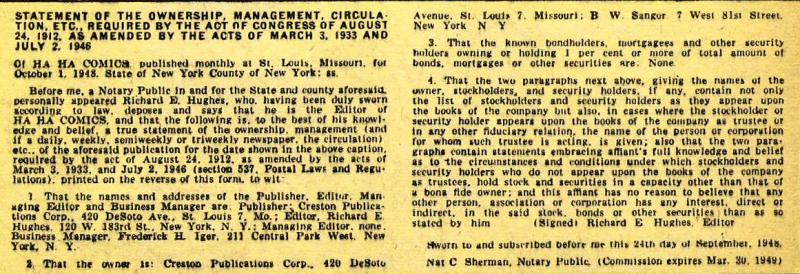 STATEMENT OF THE OWNERSHIP, MANAGEMENT, CIRCULA-
TION, ETC., REQUIRED BY THE ACT OF CONGRESS OF AUGUST
24, 1912, AS AMENDED BY THE ACTS OF MARCH 3, 1933 AND
JULY 2, 1946
Of HA HA COMICS, published monthly at St. Louis, Missouri, for
October 1, 1948. State of New York County of New York: ss.
Before me, a Notary Public in and for the State and county aforesaid,
personally appeared Richard E. Hughes, who, having been duly sworn
according to law, deposes and says that he is the Editor of
HA HA COMICS, and that the following is, to the best of his knowl-
edge and belief, a true statement of the ownership, management (and
if a daily, weekly, semiweekly or triweekly newspaper, the circulation)
etc., of the aforesaid publication for the date shown in the above caption,
required by the act of August 24, 1912, as amended by the acts of
March 3, 1933, and July 2, 1946 (section 537, Postal Laws and Regu-
lations), printed on the reverse of this form, to wit:
1. That the names and addresses of the Publisher, Editor, Man-
aging Editor and Business Manager are: Publisher, Creston Publica-
tions Corp., 420 DeSoto Ave., St. Louis 7, Mo.; Editor, Richard E.
Hughes, 120 W. 183rd St., New York, N. Y.; Managing Editor, none.
Business Manager, Frederick H. Iger, 211 Central Park West, New
York, N. Y.
2. That the owner is: Creston Publications Corp., 420 DeSoto
Avenue, St. Louis 7, Missouri; B W. Sangor 7 West 81st Street,
New York N Y
3. That the known bondholders, mortgagees and other security
holders owning or holding 1 per cent or more of total amount of
bonds, mortgages or other securities are: None.
4. That the two paragraphs next above, giving the names of the
owner, stockholders, and security holders, if any, contain not only
the list of stockholders and security holders as they appear upon
the books of the company but also, in cases where the stockholder or
security holder appears upon the books of the company as trustee or
in any other fiduciary relation, the name of the person or corporation
for whom such trustee is acting, is given; also that the two para-
graphs contain statements embracing affiant's full knowledge and belief
as to the circumstances and conditions under which stockholders and
security holders who do not appear upon the books of the company
as trustees, hold stock and securities in a capacity other than that of
a bona fide owner; and this affiant has no reason to believe that any
other person, association or corporation has any interest, direct or
indirect, in the said stock, bonds or other securities than as so
stated by him (Signed) Richard E Hughes, Editor
Sworn to and subscribed before me this 24th day of September, 1948.
Nat C Sherman, Notary Public. (Commission expires Mar. 30, 1949)